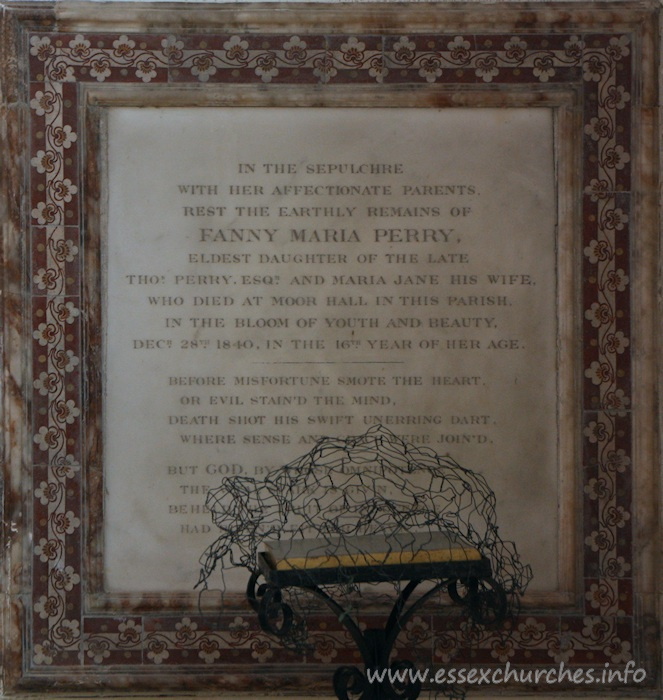 IN THE SEPULCHRE
WITH HER AFFECTIONATE PARENTS,
REST THE EARTHLY REMAINS OF
FANNY MARIA PERRY,
ELDEST DAUGHTER OF THE LATE
THOS. PERRY, ESQR. AND MARIA JANE HIS WIFE,
WHO DIED AT MOOR HALL IN THIS PARISH,
IN THE BLOOM OF YOUTH AND BEAUTY,
DECR. 28TH 1840, IN THE 16TH YEAR OF HER AGE.
BEFORE MISFORTUNE SMOTE THE HEART,
OR EVIL STAIN'D THE MIND,
DEATH SHOT HIS SWIFT UNERRING DART,
WHERE SENSE AND WERE JOIN'D,
BUT GOD, BY
THE
HAD
www.essexchurches.info